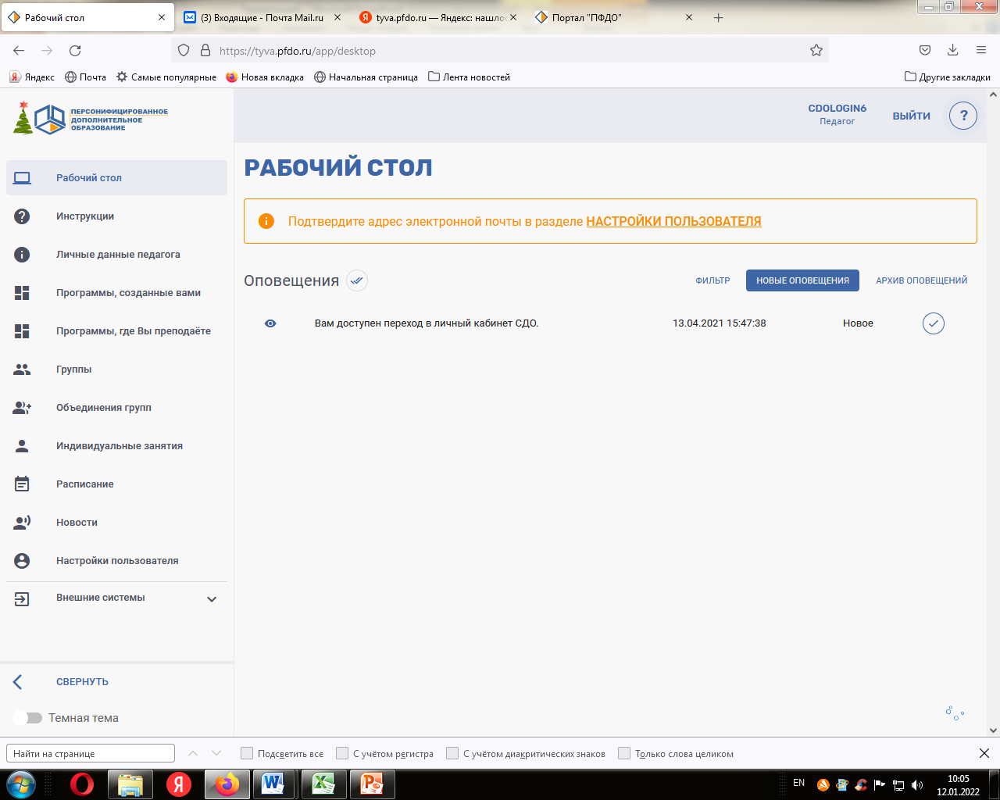 Рабочий стол
(3) Входящие - Почта Mail.ru
tyva.pfdo.ru — Яндекс: нашло
Портал "ПФДО"
https://tyva.pfdo.ru/app/desktop
Яндекс
Почта
Самые популярные
Новая вкладка
Начальная страница
Лента новостей
Другие закладки
ПЕРСОНИФИЦИРОВАННОЕ
ДОПОЛНИТЕЛЬНОЕ
ОБРАЗОВАНИЕ
CDOLOGIN6
Педагог
ВЫЙТИ
?
Рабочий стол
Инструкции
Личные данные педагога
Программы, созданные вами
Программы, где Вы преподаёте
Группы
Объединения групп
Индивидуальные занятия
Расписание
Новости
Настройки пользователя
Внешние системы
СВЕРНУТЬ
Темная тема
РАБОЧИЙ СТОЛ
Подтвердите адрес электронной почты в разделе НАСТРОЙКИ ПОЛЬЗОВАТЕЛЯ
Оповещения
ФИЛЬТР
НОВЫЕ ОПОВЕЩЕНИЯ
АРХИВ ОПОВЕЩЕНИЙ
Вам доступен переход в личный кабинет СДО.
13.04.2021 15:47:38
Новое
Найти на странице
Подсветить все
С учётом регистра
С учётом диакритических знаков
Только слова целиком
EN
10:05
12.01.2022